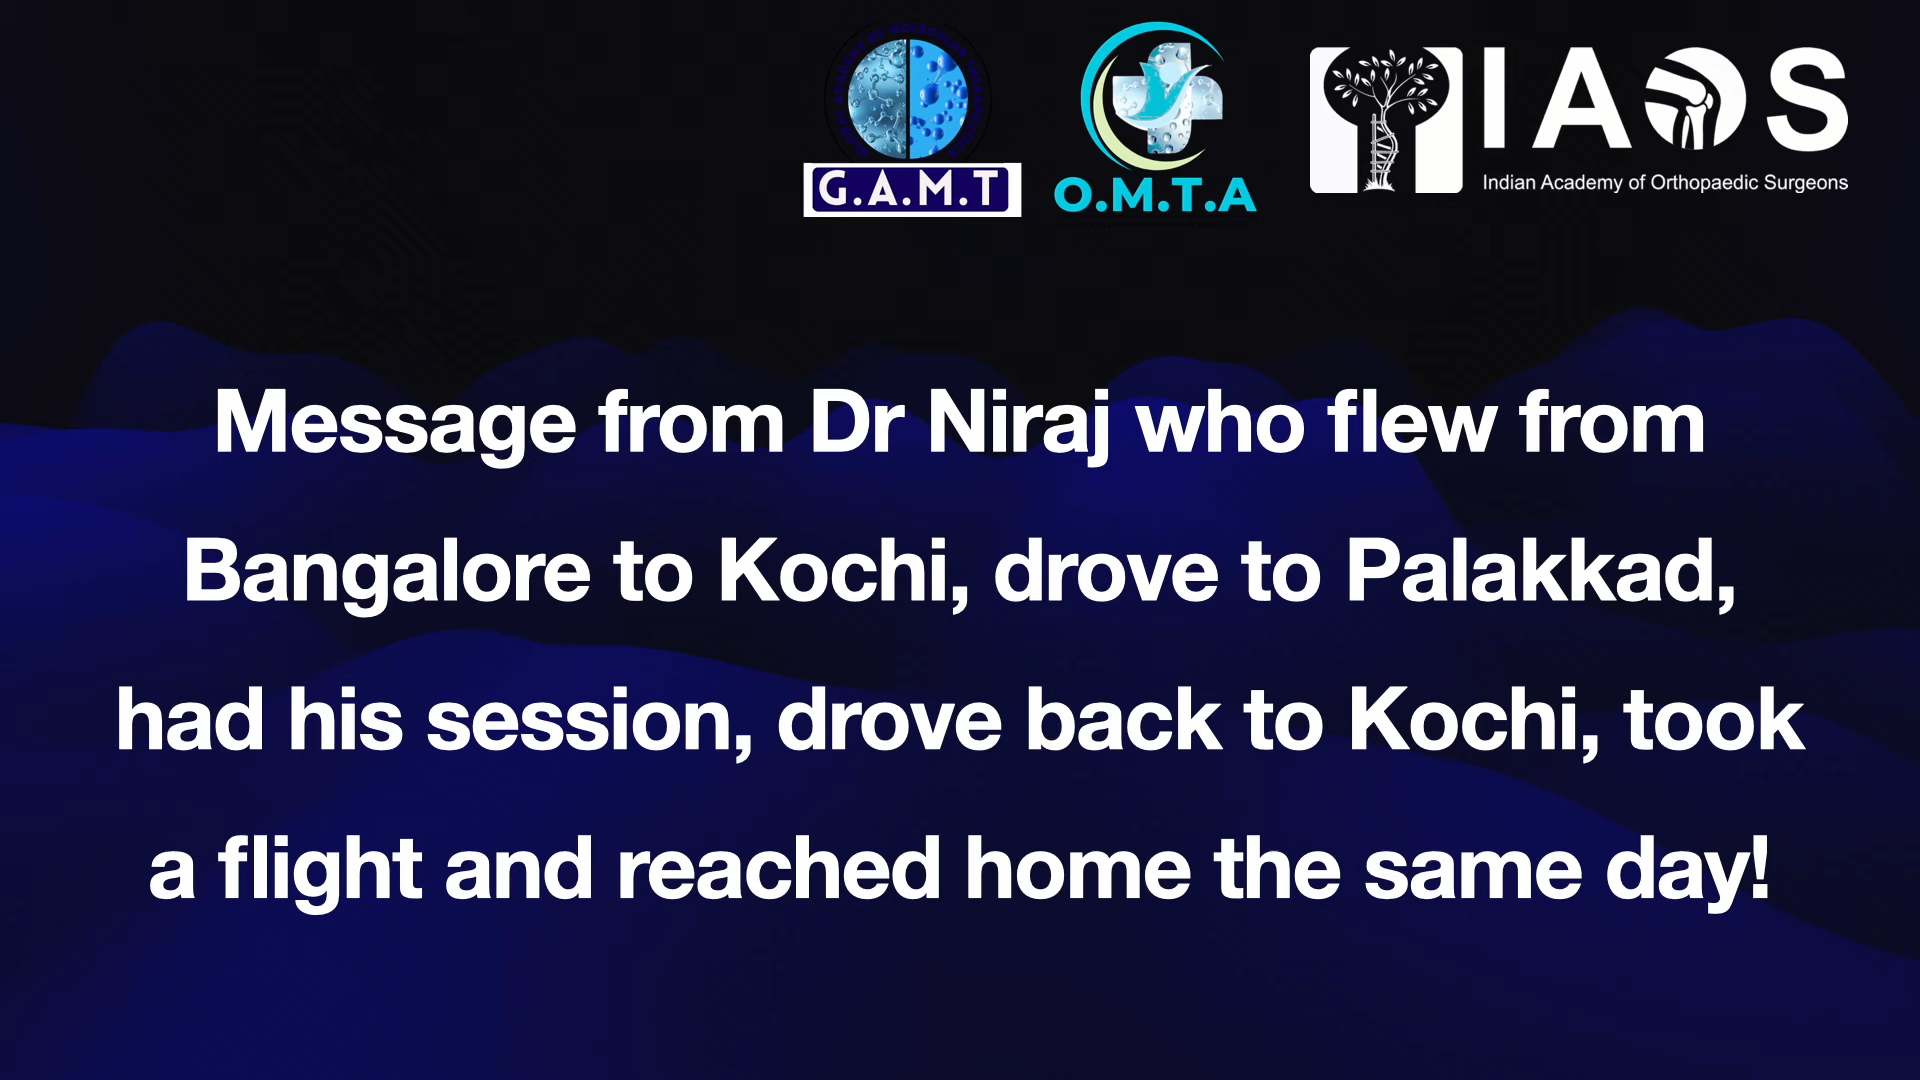 G.A.M.T
O.M.T.A
IAOS
Indian Academy of Orthopaedic Surgeons
Message from Dr Niraj who flew from
Bangalore to Kochi, drove to Palakkad,
had his session, drove back to Kochi, took
a flight and reached home the same day!